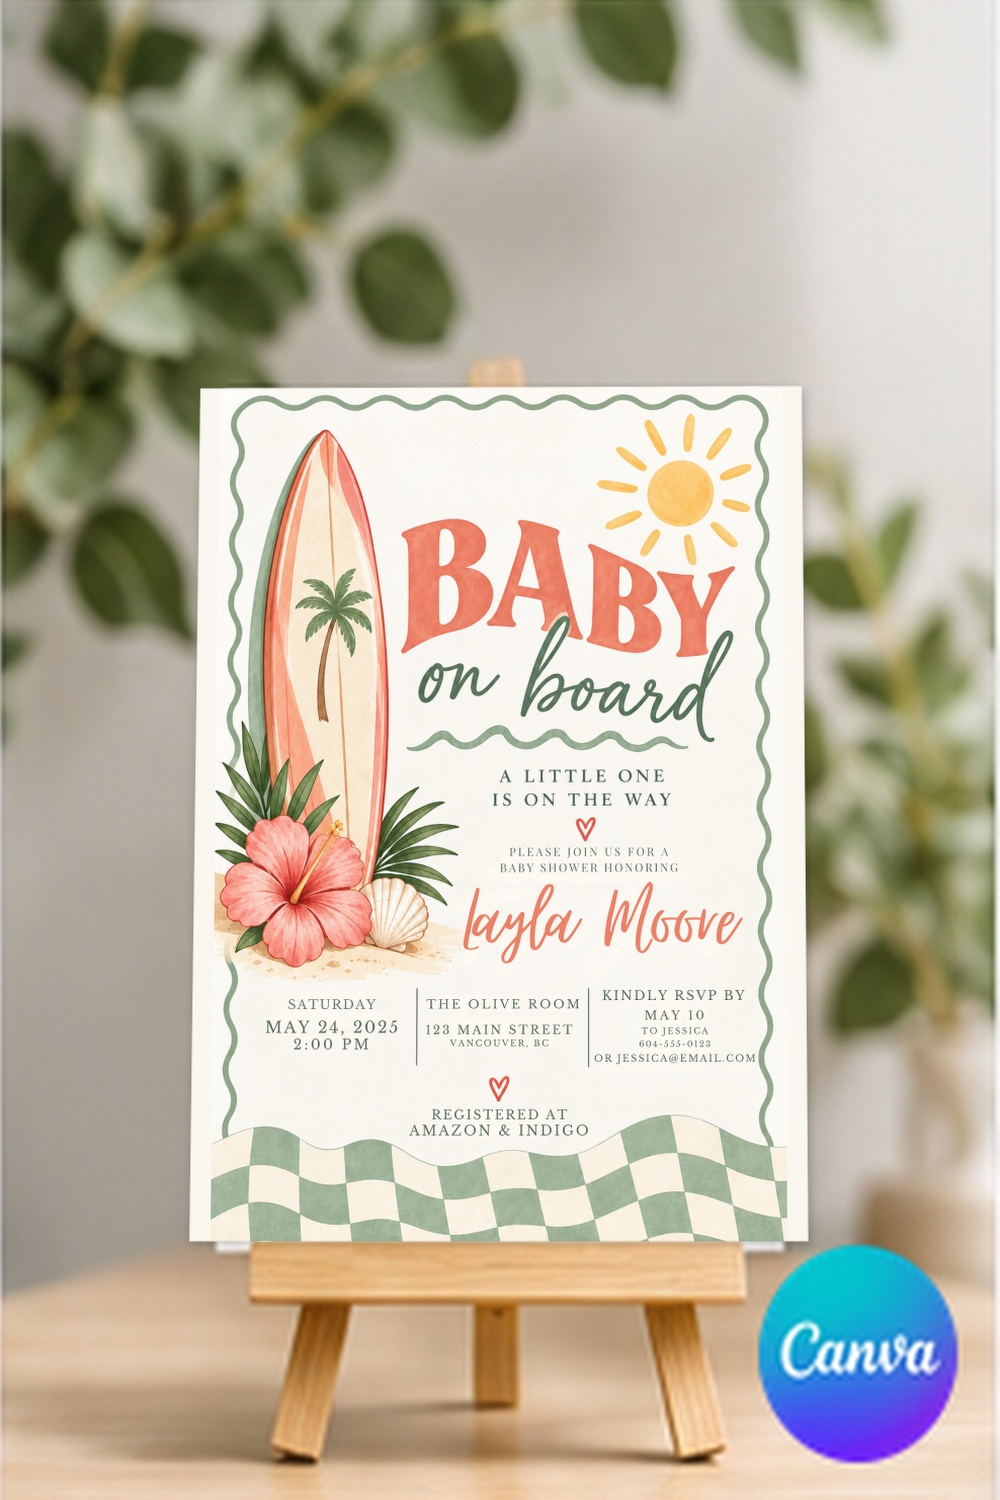 BABY
on board
A LITTLE ONE
IS ON THE WAY
PLEASE JOIN US FOR A
BABY SHOWER HONORING
Layla Moore
SATURDAY
MAY 24, 2025
2:00 PM
THE OLIVE ROOM
123 MAIN STREET
VANCOUVER, BC
KINDLY RSVP BY
MAY 10
TO JESSICA
604-555-0123
OR JESSICA@EMAIL.COM
REGISTERED AT
AMAZON & INDIGO
Canva